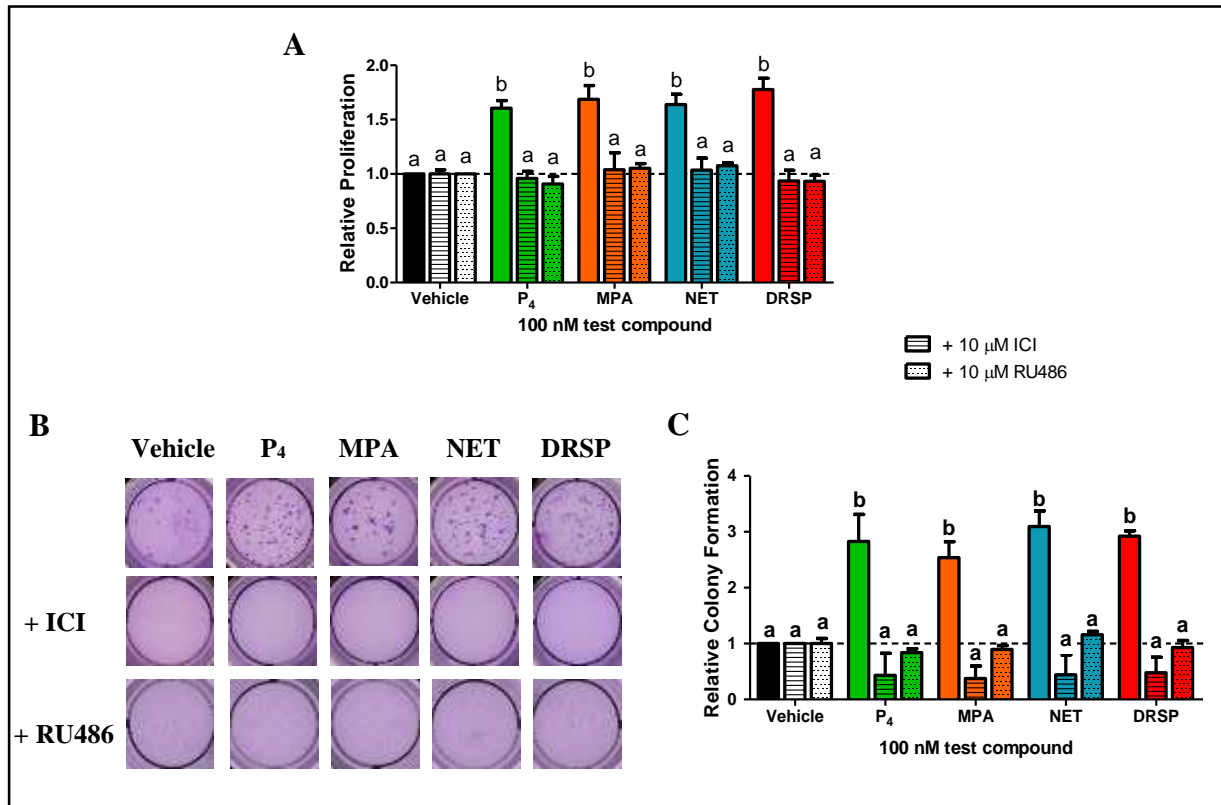 A
b b b b
a a a a a a a a a a a
2.0
1.5
1.0
0.5
0.0
Relative Proliferation
Vehicle P₄ MPA NET DRSP
100 nM test compound
+ 10 μM ICI
+ 10 μM RU486
B
Vehicle P₄ MPA NET DRSP
+ ICI
+ RU486
C
b b b b
a a a a a a a a a a a
4
3
2
1
0
Relative Colony Formation
Vehicle P₄ MPA NET DRSP
100 nM test compound